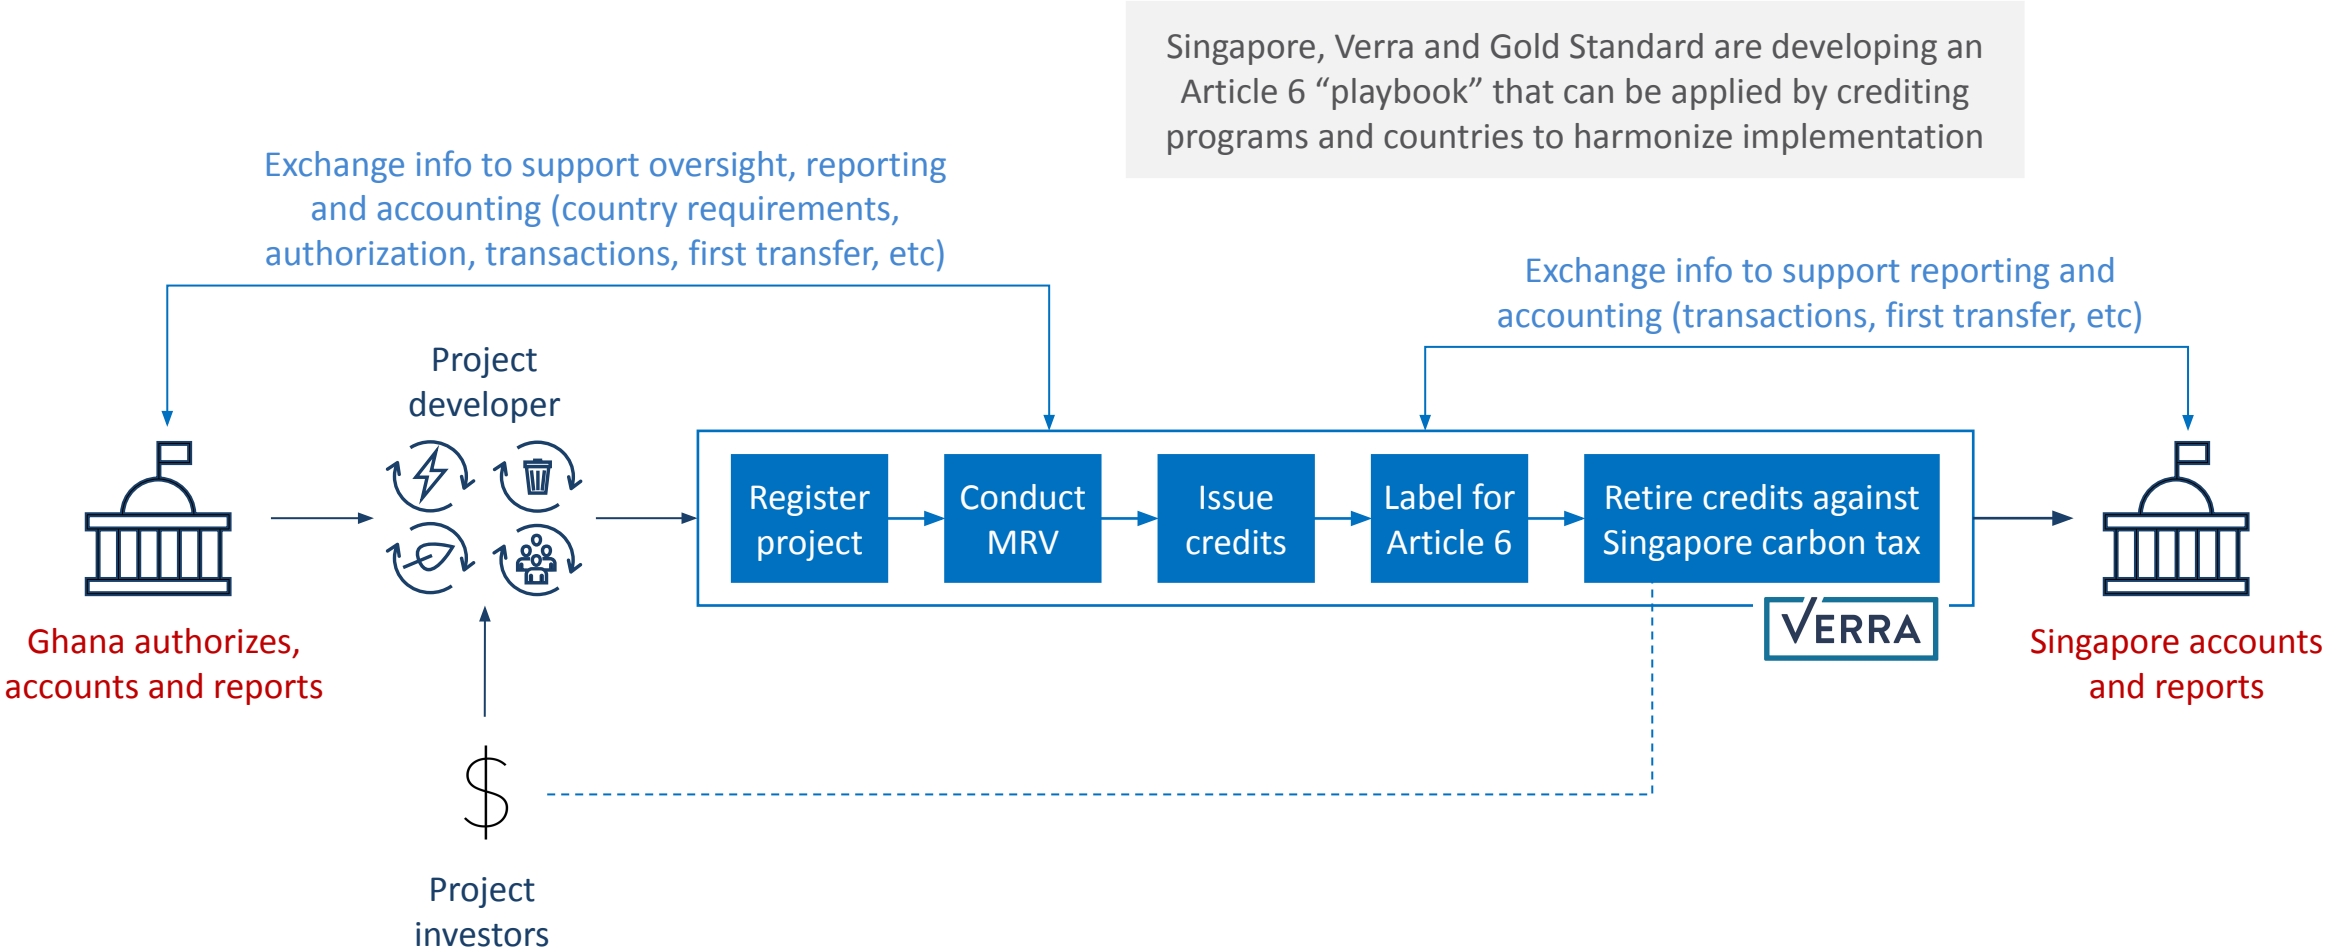 Singapore, Verra and Gold Standard are developing an
Article 6 “playbook” that can be applied by crediting
programs and countries to harmonize implementation
Exchange info to support oversight, reporting
and accounting (country requirements,
authorization, transactions, first transfer, etc)
Exchange info to support reporting and
accounting (transactions, first transfer, etc)
Project
developer
Register
project
Conduct
MRV
Issue
credits
Label for
Article 6
Retire credits against
Singapore carbon tax
VERRA
Ghana authorizes,
accounts and reports
Singapore accounts
and reports
$
Project
investors